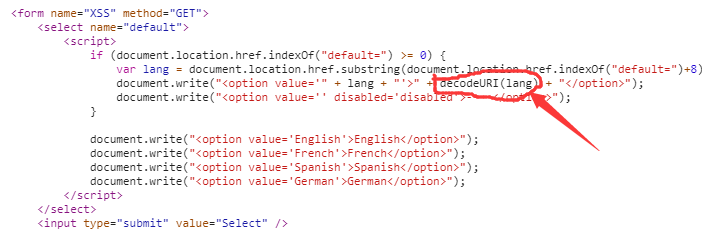 <form name="XSS" method="GET">
<select name="default">
<script>
if (document.location.href.indexOf("default=") >= 0) {
var lang = document.location.href.substring(document.location.href.indexOf("default=")+8)
document.write("<option value='" + lang + "'>" + decodeURI(lang) + "</option>");
document.write("<option value='' disabled='disabled'></option>");
}
document.write("<option value='English'>English</option>");
document.write("<option value='French'>French</option>");
document.write("<option value='Spanish'>Spanish</option>");
document.write("<option value='German'>German</option>");
</script>
</select>
<input type="submit" value="Select" />